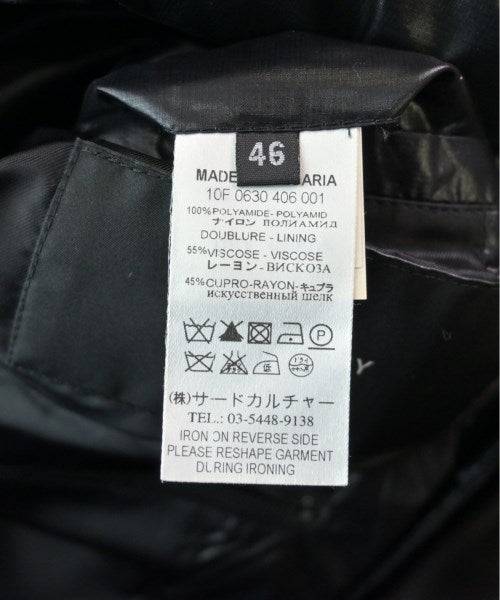 46
MADE ARIA
10F 0630 406 001
100%POLYAMIDE-POLYAMID
ナイロン ПОЛИАМИД
DOUBLURE - LINING
55%VISCOSE - VISCOSE
レーヨン - ВИСКОЗА
45%CUPRO-RAYON-キュプラ
искусственный шелк
P
(株)サードカルチャー
TEL.: 03-5448-9138
IRON ON REVERSE SIDE
PLEASE RESHAPE GARMENT
DURING IRONING
Y